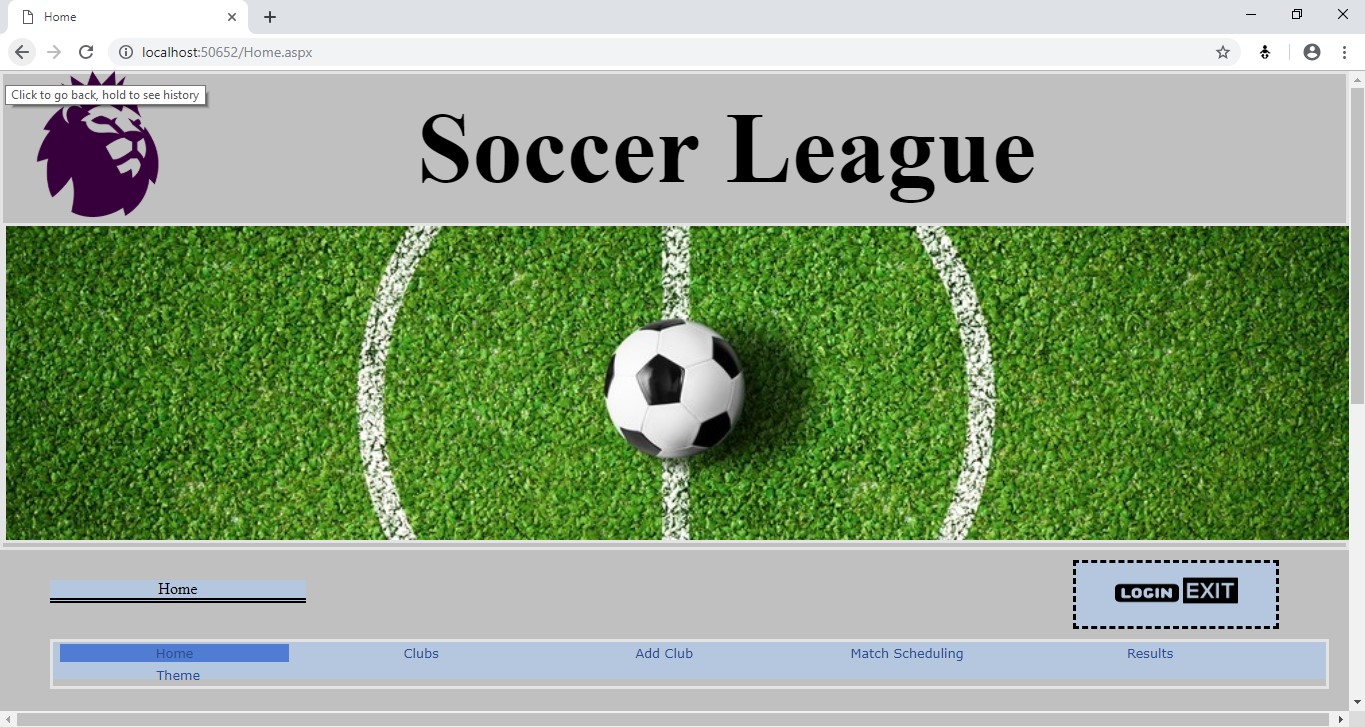 Home
localhost:50652/Home.aspx
Click to go back, hold to see history
Soccer League
Home
LOGIN EXIT
Home Clubs Add Club Match Scheduling Results
Theme